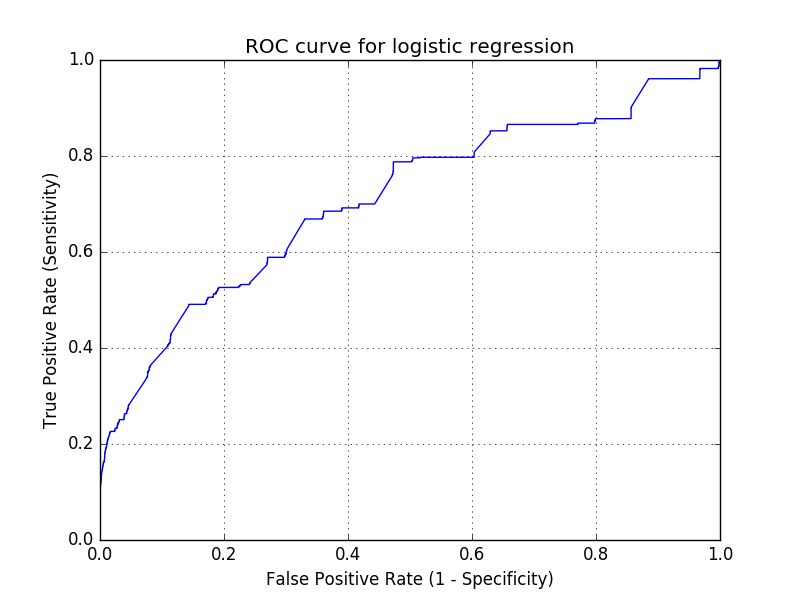 ROC curve for logistic regression
1.0
0.8
0.6
0.4
0.2
0.0
True Positive Rate (Sensitivity)
0.0 0.2 0.4 0.6 0.8 1.0
False Positive Rate (1 - Specificity)